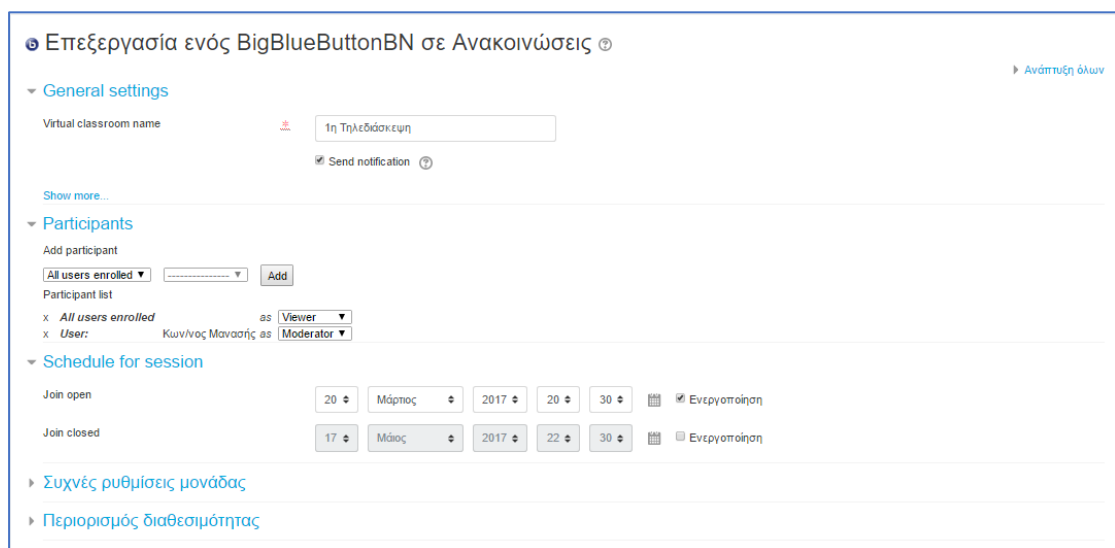 Επεξεργασία ενός BigBlueButtonBN σε Ανακοινώσεις
Ανάπτυξη όλων
General settings
Virtual classroom name 1η Τηλεδιάσκεψη
Send notification
Show more...
Participants
Add participant
All users enrolled --------------- Add
Participant list
x All users enrolled as Viewer
x User: Κων/νος Μανασής as Moderator
Schedule for session
Join open 20 Μάρτιος 2017 20 30 Ενεργοποίηση
Join closed 17 Μάιος 2017 22 30 Ενεργοποίηση
Συχνές ρυθμίσεις μονάδας
Περιορισμός διαθεσιμότητας